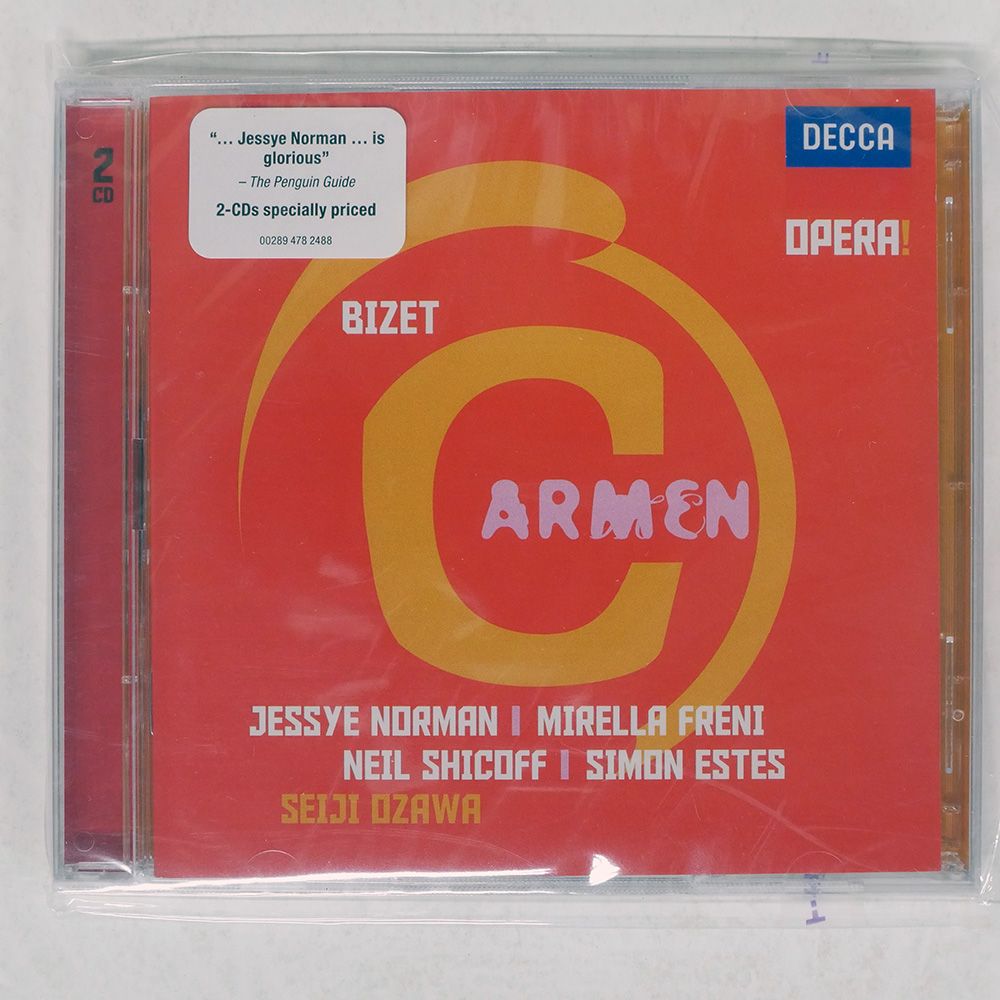 2
CD
"... Jessye Norman ... is
glorious"
– The Penguin Guide
2-CDs specially priced
00289 478 2488
DECCA
OPERA!
BIZET
CARMEN
JESSYE NORMAN | MIRELLA FRENI
NEIL SHICOFF | SIMON ESTES
SEIJI OZAWA